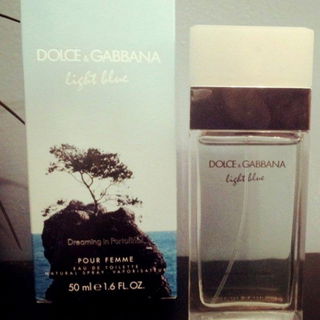 DOLCE & GABBANA
light blue
Dreaming in Portofino
POUR FEMME
EAU DE TOILETTE
NATURAL SPRAY VAPORISATEUR
50 ml e 1.6 FL. OZ.
DOLCE & GABBANA
light blue